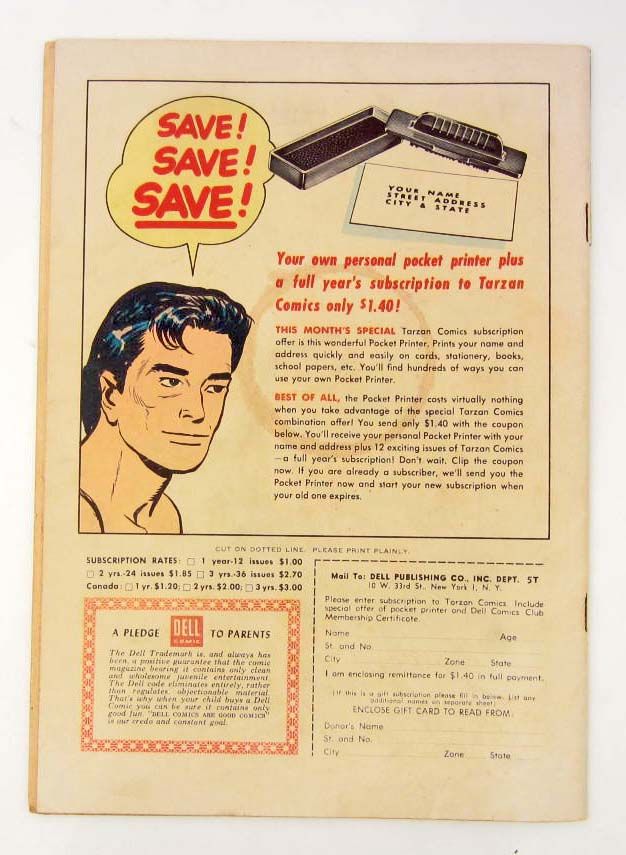 SAVE!
SAVE!
SAVE!
YOUR NAME
STREET ADDRESS
CITY & STATE
Your own personal pocket printer plus
a full year's subscription to Tarzan
Comics only $1.40!
THIS MONTH'S SPECIAL Tarzan Comics subscription
offer is this wonderful Pocket Printer. Prints your name and
address quickly and easily on cards, stationery, books,
school papers, etc. You'll find hundreds of ways you can
use your own Pocket Printer.
BEST OF ALL, the Pocket Printer costs virtually nothing
when you take advantage of the special Tarzan Comics
combination offer! You send only $1.40 with the coupon
below. You'll receive your personal Pocket Printer with your
name and address plus 12 exciting issues of Tarzan Comics
—a full year's subscription! Don't wait. Clip the coupon
now. If you are already a subscriber, we'll send you the
Pocket Printer now and start your new subscription when
your old one expires.
CUT ON DOTTED LINE. PLEASE PRINT PLAINLY.
SUBSCRIPTION RATES: □ 1 year-12 issues $1.00
□ 2 yrs.-24 issues $1.85 □ 3 yrs.-36 issues $2.70
Canada: □ 1 yr. $1.20; □ 2 yrs. $2.00; □ 3 yrs. $3.00
A PLEDGE DELL COMIC TO PARENTS
The Dell Trademark is, and always has
been, a positive guarantee that the comic
magazine bearing it contains only clean
and wholesome juvenile entertainment.
The Dell code eliminates entirely, rather
than regulates, objectionable material.
That's why when your child buys a Dell
Comic you can be sure it contains only
good fun. "DELL COMICS ARE GOOD COMICS"
is our credo and constant goal.
Mail To: DELL PUBLISHING CO., INC. DEPT. 5T
10 W. 33rd St., New York 1, N. Y.
Please enter subscription to Tarzan Comics. Include
special offer of pocket printer and Dell Comics Club
Membership Certificate.
Name Age
St. and No.
City Zone State
I am enclosing remittance for $1.40 in full payment.
(If this is a gift subscription please fill in below. List any
additional names on separate sheet)
ENCLOSE GIFT CARD TO READ FROM:
Donor's Name
St. and No.
City Zone State